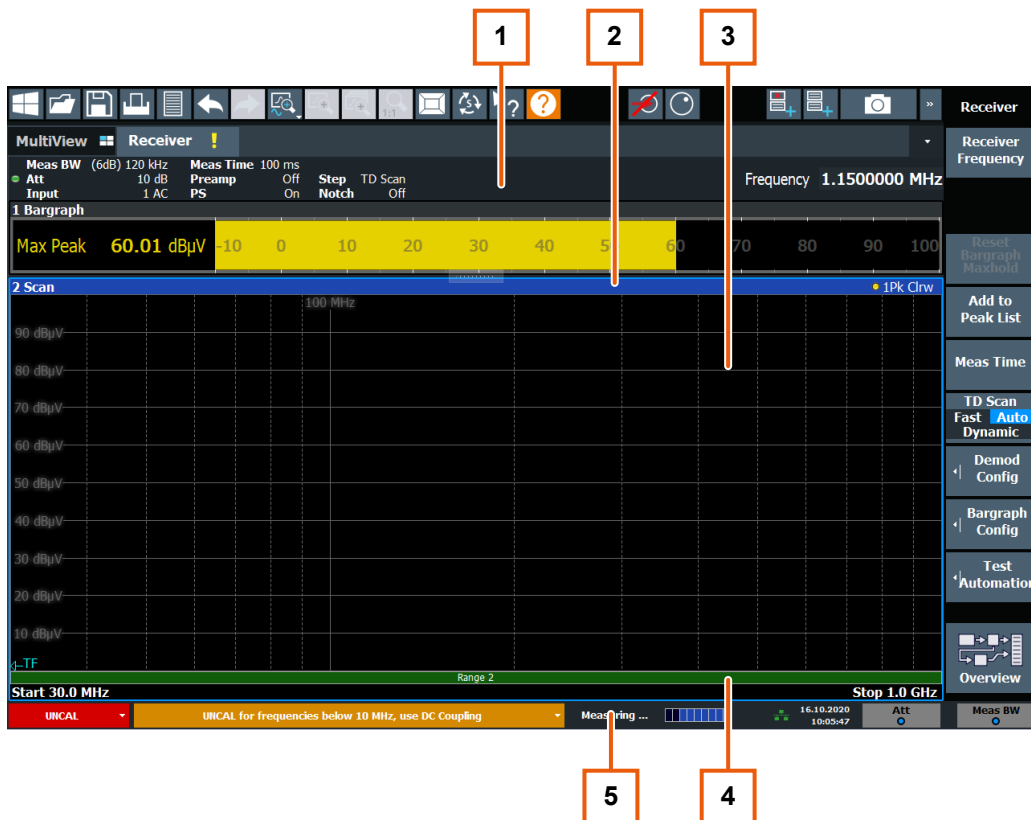 1 2 3
1:1 S ? ? » Receiver
MultiView Receiver !
Receiver Frequency
Meas BW (6dB) 120 kHz Meas Time 100 ms
Att 10 dB Preamp Off Step TD Scan
Input 1 AC PS On Notch Off
Frequency 1.1500000 MHz
1 Bargraph
Max Peak 60.01 dBµV -10 0 10 20 30 40 5 60 70 80 90 100
Reset Bargraph Maxhold
2 Scan 1Pk Clrw
100 MHz
Add to Peak List
90 dBµV
80 dBµV
Meas Time
70 dBµV
TD Scan
Fast Auto
Dynamic
60 dBµV
Demod Config
50 dBµV
40 dBµV
Bargraph Config
30 dBµV
Test Automation
20 dBµV
10 dBµV
TF
Range 2
Overview
Start 30.0 MHz Stop 1.0 GHz
UNCAL UNCAL for frequencies below 10 MHz, use DC Coupling Measuring ... 16.10.2020 10:05:47 Att Meas BW
5 4